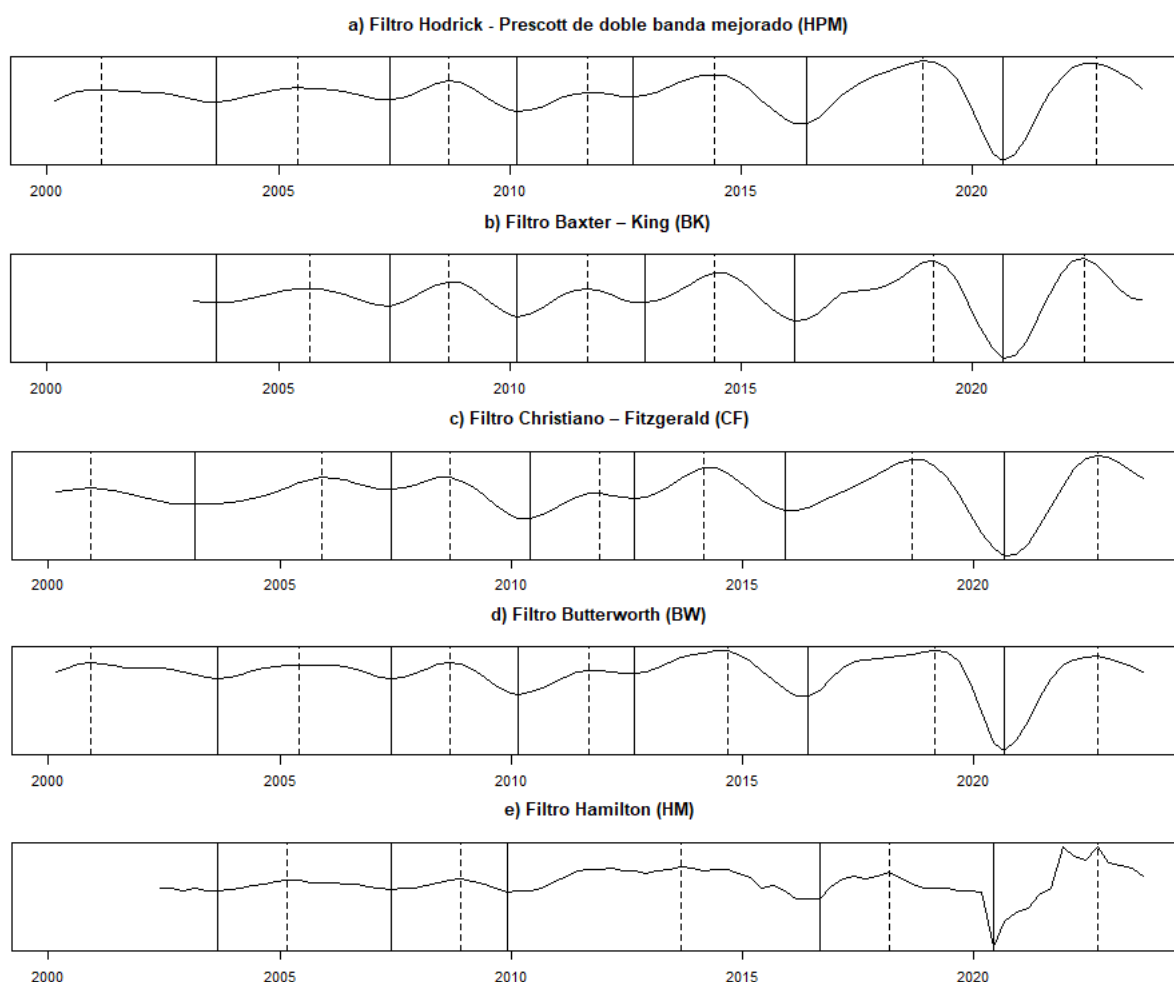 a) Filtro Hodrick - Prescott de doble banda mejorado (HPM)
2000 2005 2010 2015 2020
b) Filtro Baxter – King (BK)
2000 2005 2010 2015 2020
c) Filtro Christiano – Fitzgerald (CF)
2000 2005 2010 2015 2020
d) Filtro Butterworth (BW)
2000 2005 2010 2015 2020
e) Filtro Hamilton (HM)
2000 2005 2010 2015 2020